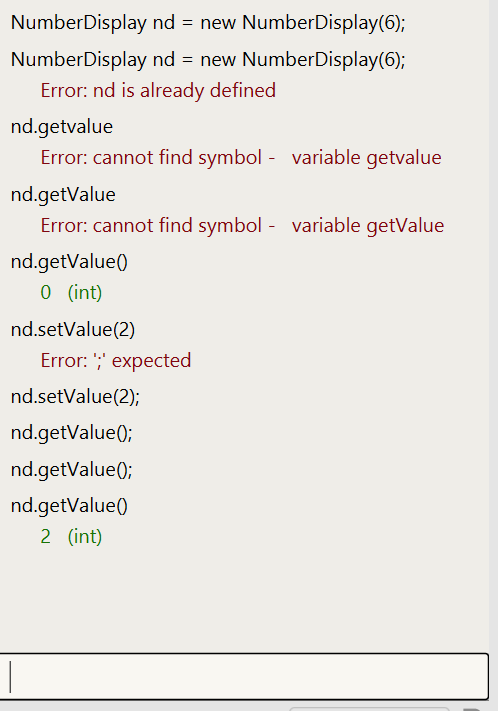 NumberDisplay nd = new NumberDisplay(6);
NumberDisplay nd = new NumberDisplay(6);
Error: nd is already defined
nd.getvalue
Error: cannot find symbol -   variable getvalue
nd.getValue
Error: cannot find symbol -   variable getValue
nd.getValue()
0   (int)
nd.setValue(2)
Error: ';' expected
nd.setValue(2);
nd.getValue();
nd.getValue();
nd.getValue()
2   (int)